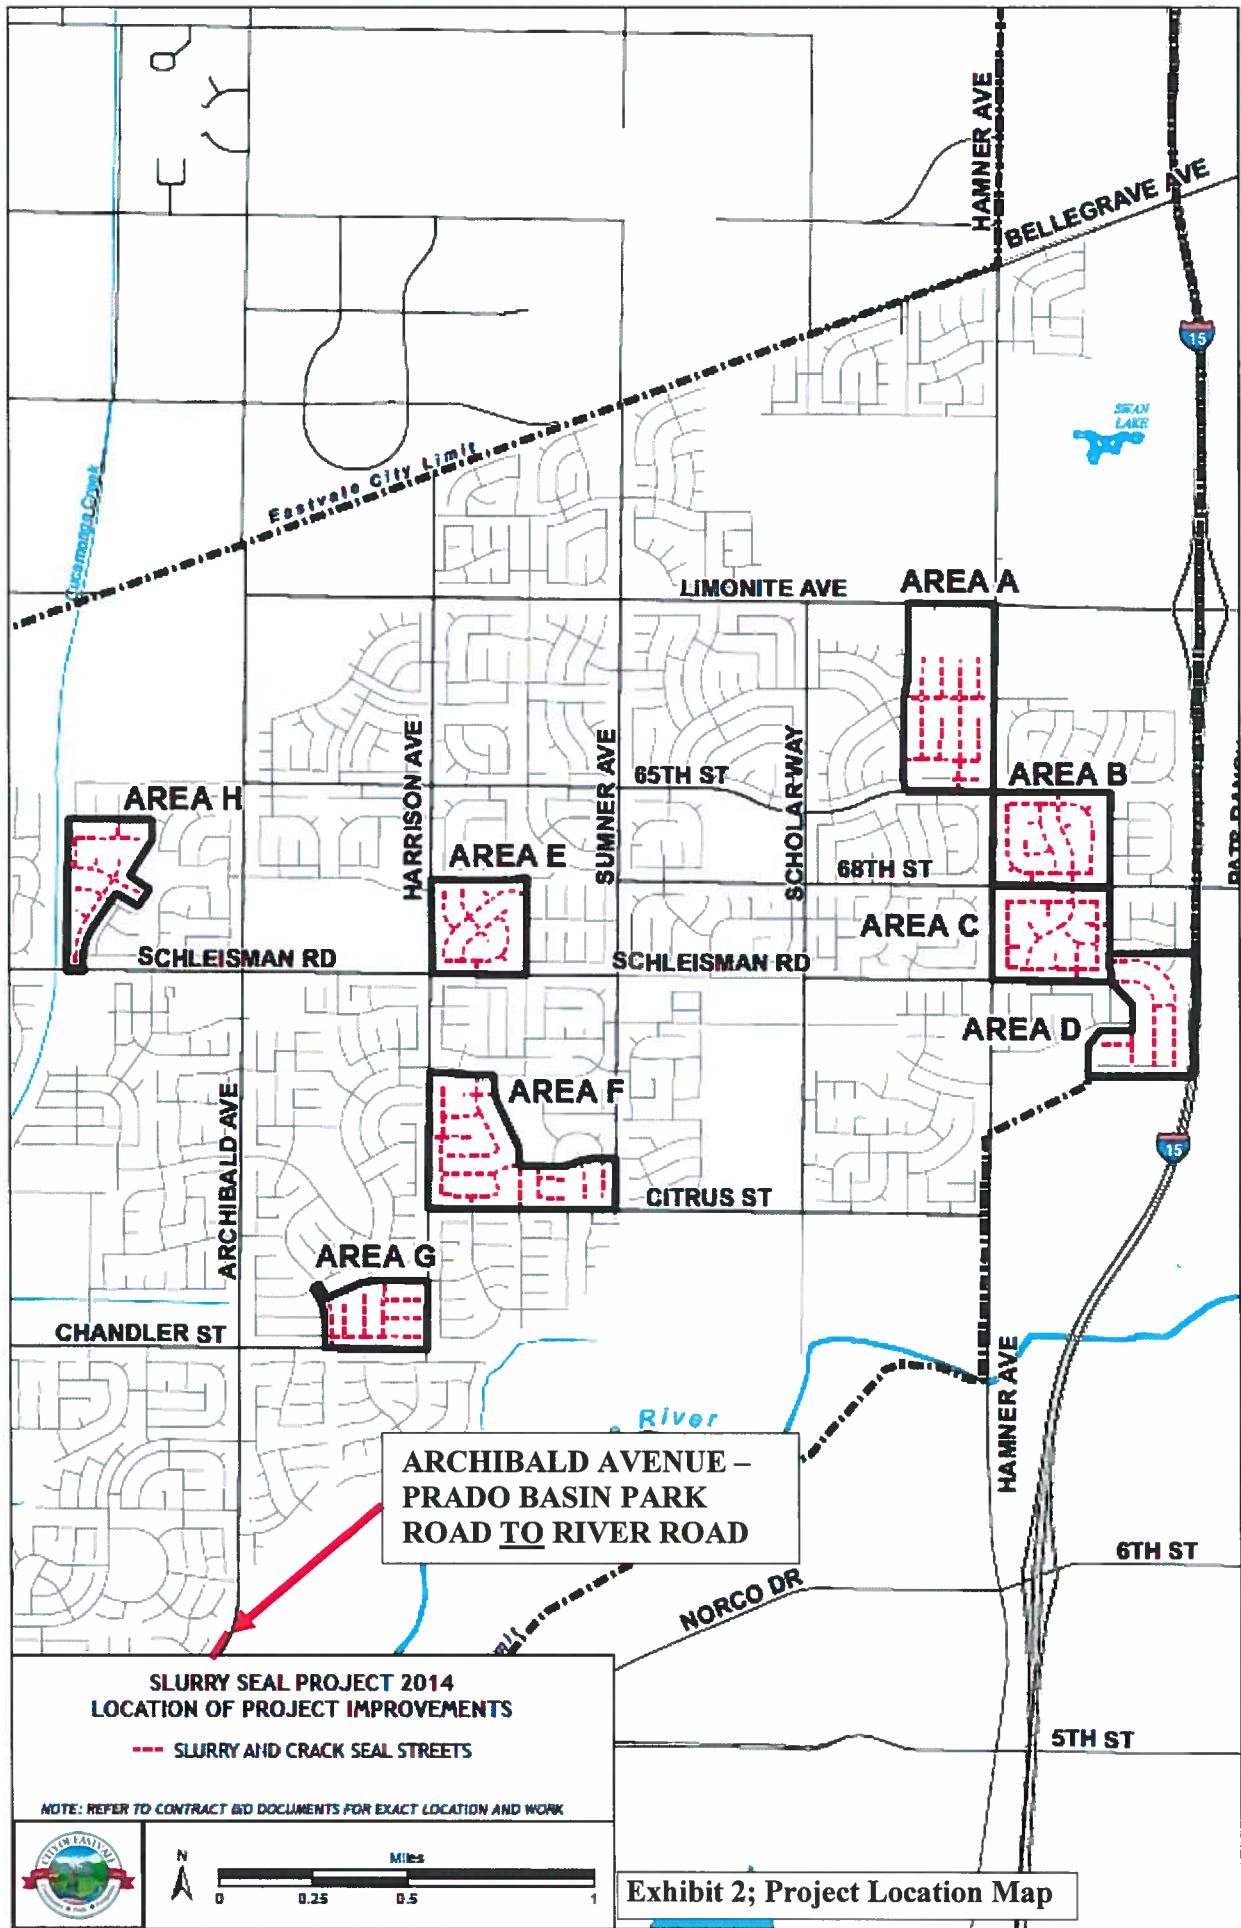 HAMNER AVE
BELLEGRAVE AVE
15
SWAN
LAKE
Eastvale City Limit
Cucamonga Creek
LIMONITE AVE
AREA A
HARRISON AVE
SUMNER AVE
65TH ST
SCHOLAR WAY
AREA B
AREA H
AREA E
68TH ST
AREA C
SCHLEISMAN RD
SCHLEISMAN RD
AREA D
AREA F
ARCHIBALD AVE
15
CITRUS ST
AREA G
CHANDLER ST
HAMNER AVE
River
ARCHIBALD AVENUE –
PRADO BASIN PARK
ROAD TO RIVER ROAD
6TH ST
NORCO DR
SLURRY SEAL PROJECT 2014
LOCATION OF PROJECT IMPROVEMENTS
SLURRY AND CRACK SEAL STREETS
5TH ST
NOTE: REFER TO CONTRACT BID DOCUMENTS FOR EXACT LOCATION AND WORK
CITY OF EASTVALE
N
Miles
0 0.25 0.5 1
Exhibit 2; Project Location Map